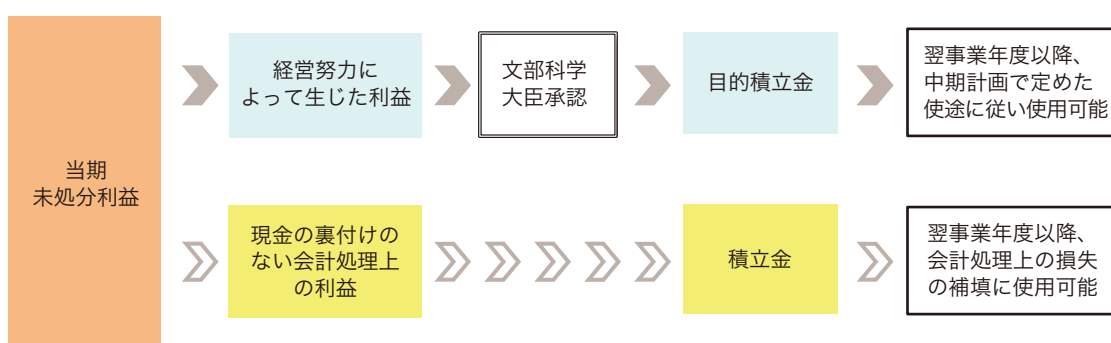 当期
未処分利益
経営努力に
よって生じた利益
文部科学
大臣承認
目的積立金
翌事業年度以降、
中期計画で定めた
使途に従い使用可能
現金の裏付けの
ない会計処理上
の利益
積立金
翌事業年度以降、
会計処理上の損失
の補填に使用可能